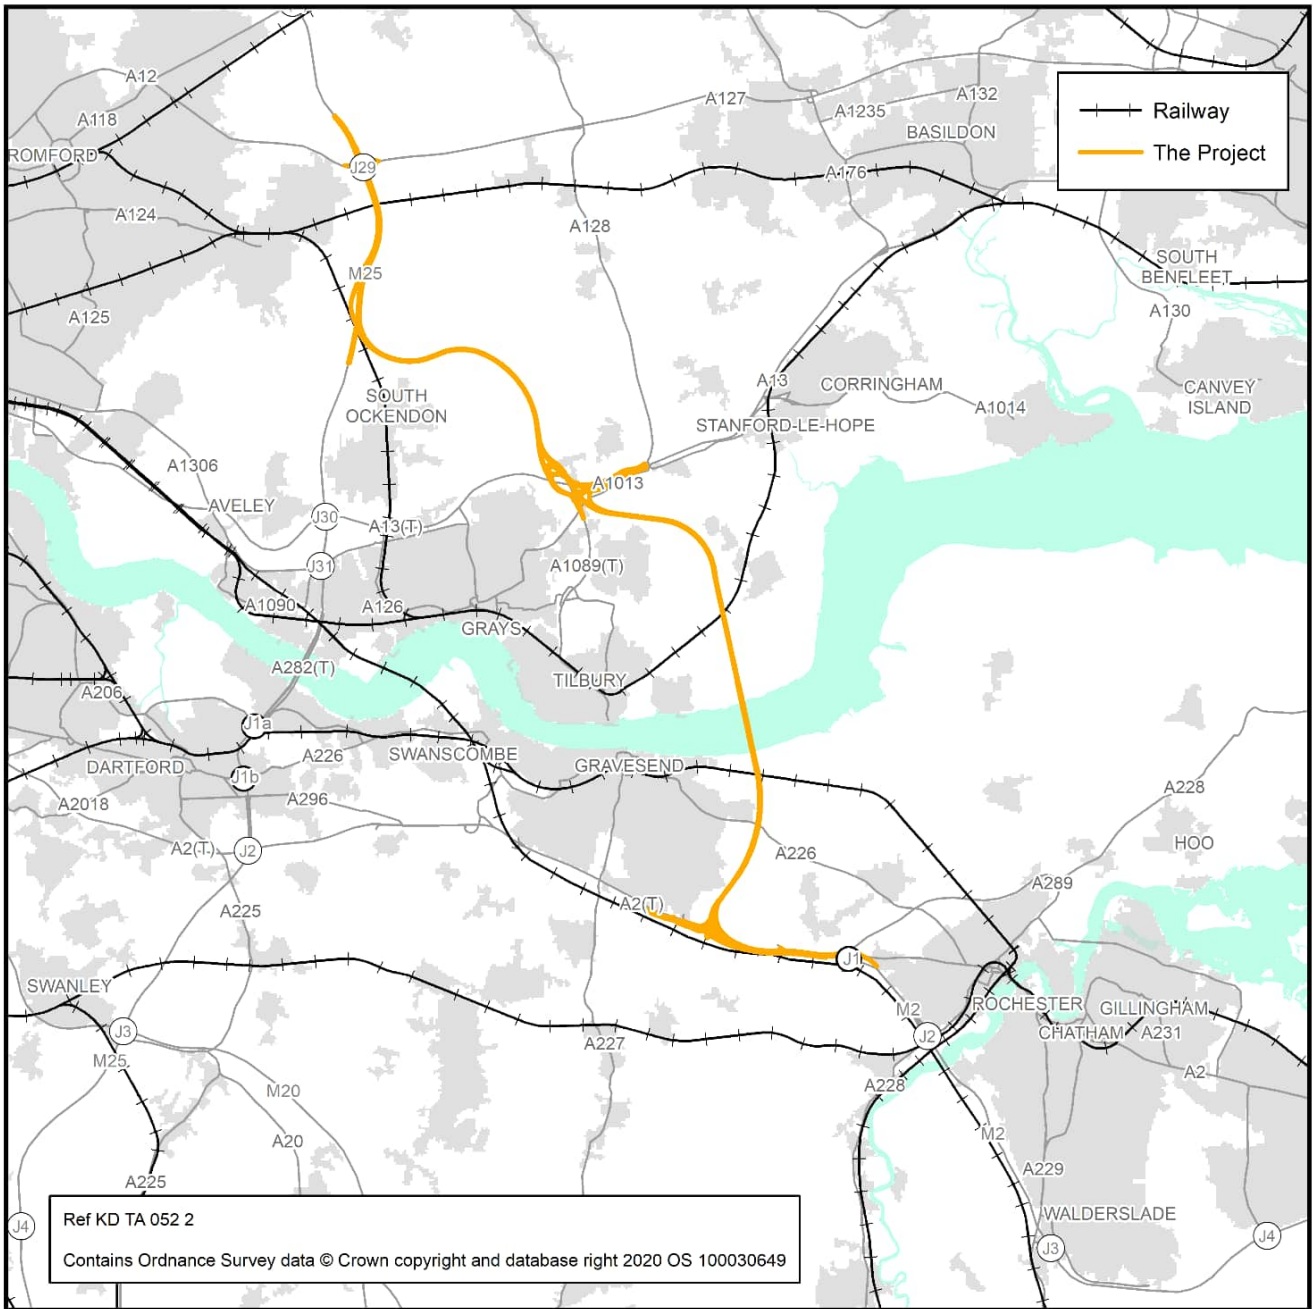 A12
A127
A132
A1235
Railway
A118
BASILDON
ROMFORD
The Project
J29
A176
A124
A128
SOUTH
BENFLEET
M25
A130
A125
A13
CORRINGHAM
CANVEY
ISLAND
SOUTH
OCKENDON
A1014
STANFORD-LE-HOPE
A1306
A1013
AVELEY
J30
A13(T)
J31
A1089(T)
A1090
A126
GRAYS
A282(T)
TILBURY
A206
J1a
SWANSCOMBE
A226
DARTFORD
GRAVESEND
J1b
A228
A2018
A296
HOO
A2(T)
J2
A226
A289
A2(T)
A225
J1
SWANLEY
ROCHESTER
GILLINGHAM
M2
CHATHAM
A231
J3
J2
A227
M25
A2
A228
M20
M2
A20
A229
A225
WALDERSLADE
J4
J3
J4
Ref KD TA 052 2
Contains Ordnance Survey data © Crown copyright and database right 2020 OS 100030649